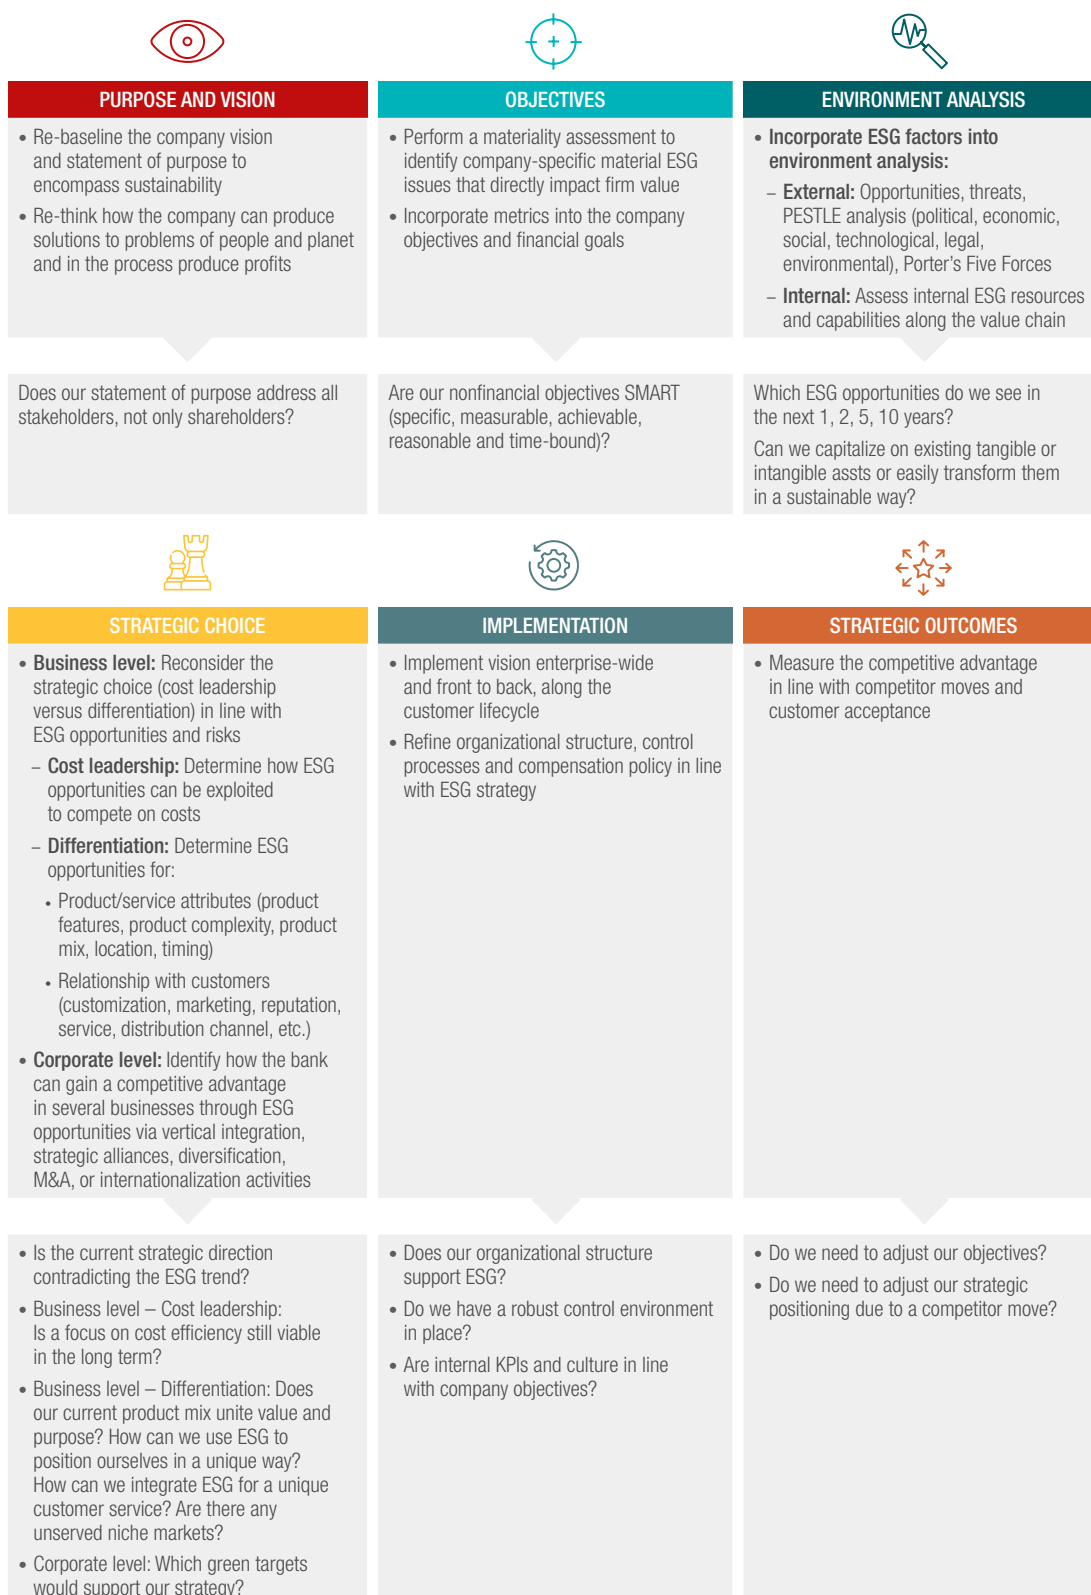 PURPOSE AND VISION
• Re-baseline the company vision
and statement of purpose to
encompass sustainability
• Re-think how the company can produce
solutions to problems of people and planet
and in the process produce profits
Does our statement of purpose address all
stakeholders, not only shareholders?
OBJECTIVES
• Perform a materiality assessment to
identify company-specific material ESG
issues that directly impact firm value
• Incorporate metrics into the company
objectives and financial goals
Are our nonfinancial objectives SMART
(specific, measurable, achievable,
reasonable and time-bound)?
ENVIRONMENT ANALYSIS
• Incorporate ESG factors into
environment analysis:
– External: Opportunities, threats,
PESTLE analysis (political, economic,
social, technological, legal,
environmental), Porter's Five Forces
– Internal: Assess internal ESG resources
and capabilities along the value chain
Which ESG opportunities do we see in
the next 1, 2, 5, 10 years?
Can we capitalize on existing tangible or
intangible assts or easily transform them
in a sustainable way?
STRATEGIC CHOICE
• Business level: Reconsider the
strategic choice (cost leadership
versus differentiation) in line with
ESG opportunities and risks
– Cost leadership: Determine how ESG
opportunities can be exploited
to compete on costs
– Differentiation: Determine ESG
opportunities for:
• Product/service attributes (product
features, product complexity, product
mix, location, timing)
• Relationship with customers
(customization, marketing, reputation,
service, distribution channel, etc.)
• Corporate level: Identify how the bank
can gain a competitive advantage
in several businesses through ESG
opportunities via vertical integration,
strategic alliances, diversification,
M&A, or internationalization activities
• Is the current strategic direction
contradicting the ESG trend?
• Business level – Cost leadership:
Is a focus on cost efficiency still viable
in the long term?
• Business level – Differentiation: Does
our current product mix unite value and
purpose? How can we use ESG to
position ourselves in a unique way?
How can we integrate ESG for a unique
customer service? Are there any
unserved niche markets?
• Corporate level: Which green targets
would support our strategy?
IMPLEMENTATION
• Implement vision enterprise-wide
and front to back, along the
customer lifecycle
• Refine organizational structure, control
processes and compensation policy in line
with ESG strategy
• Does our organizational structure
support ESG?
• Do we have a robust control environment
in place?
• Are internal KPIs and culture in line
with company objectives?
STRATEGIC OUTCOMES
• Measure the competitive advantage
in line with competitor moves and
customer acceptance
• Do we need to adjust our objectives?
• Do we need to adjust our strategic
positioning due to a competitor move?